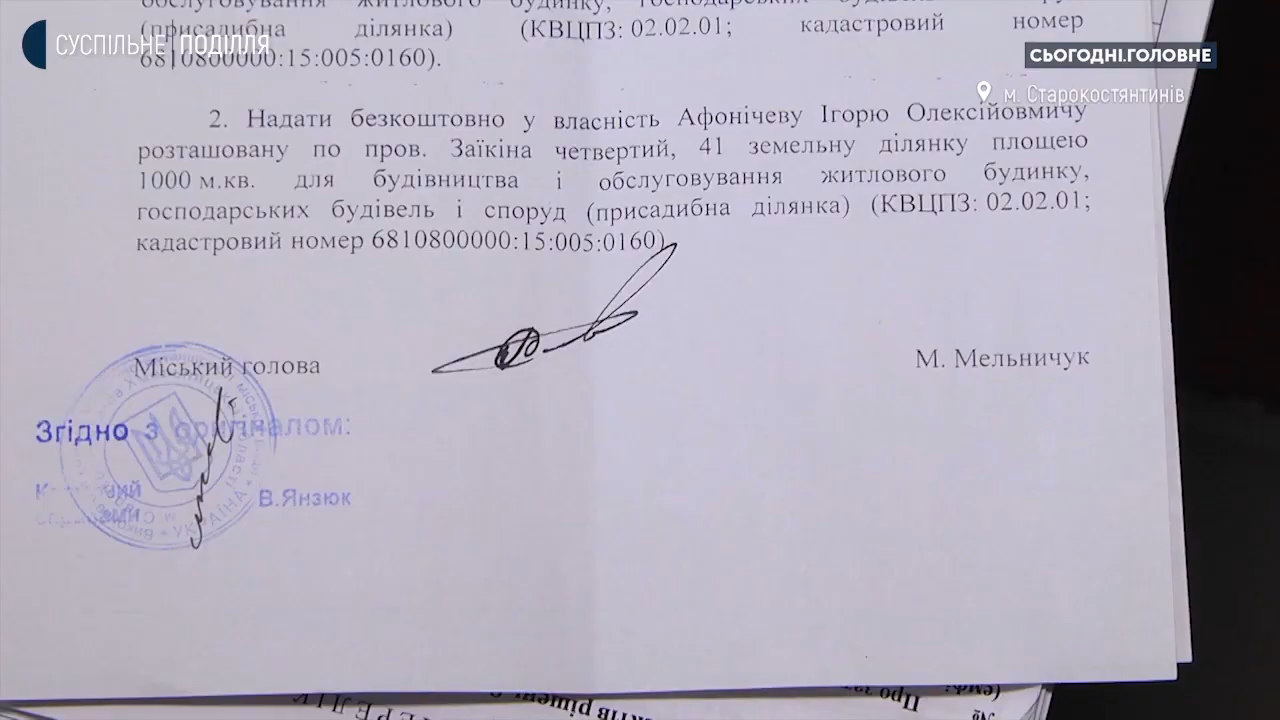 обслуговування житлового будинку, господарських
СУСПІЛЬНЕ ПОДІЛЛЯ
СЬОГОДНІ.ГОЛОВНЕ
м. Старокостянтинів
(присадибна ділянка) (КВЦПЗ: 02.02.01; кадастровий номер
6810800000:15:005:0160).
2. Надати безкоштовно у власність Афонічеву Ігорю Олексійовмичу
розташовану по пров. Заїкіна четвертий, 41 земельну ділянку площею
1000 м.кв. для будівництва і обслуговування житлового будинку,
господарських будівель і споруд (присадибна ділянка) (КВЦПЗ: 02.02.01;
кадастровий номер 6810800000:15:005:0160)
Міський голова М. Мельничук
Згідно з оригіналом:
В.Янзюк
УКРАЇНА